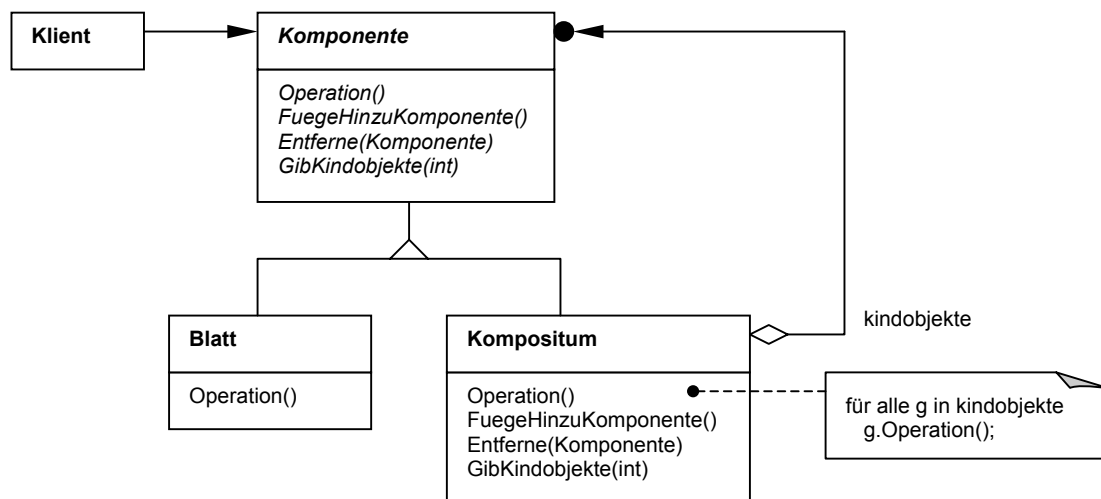 Klient
Komponente
Operation()
FuegeHinzuKomponente()
Entferne(Komponente)
GibKindobjekte(int)
Blatt
Operation()
Kompositum
Operation()
FuegeHinzuKomponente()
Entferne(Komponente)
GibKindobjekte(int)
kindobjekte
für alle g in kindobjekte
g.Operation();